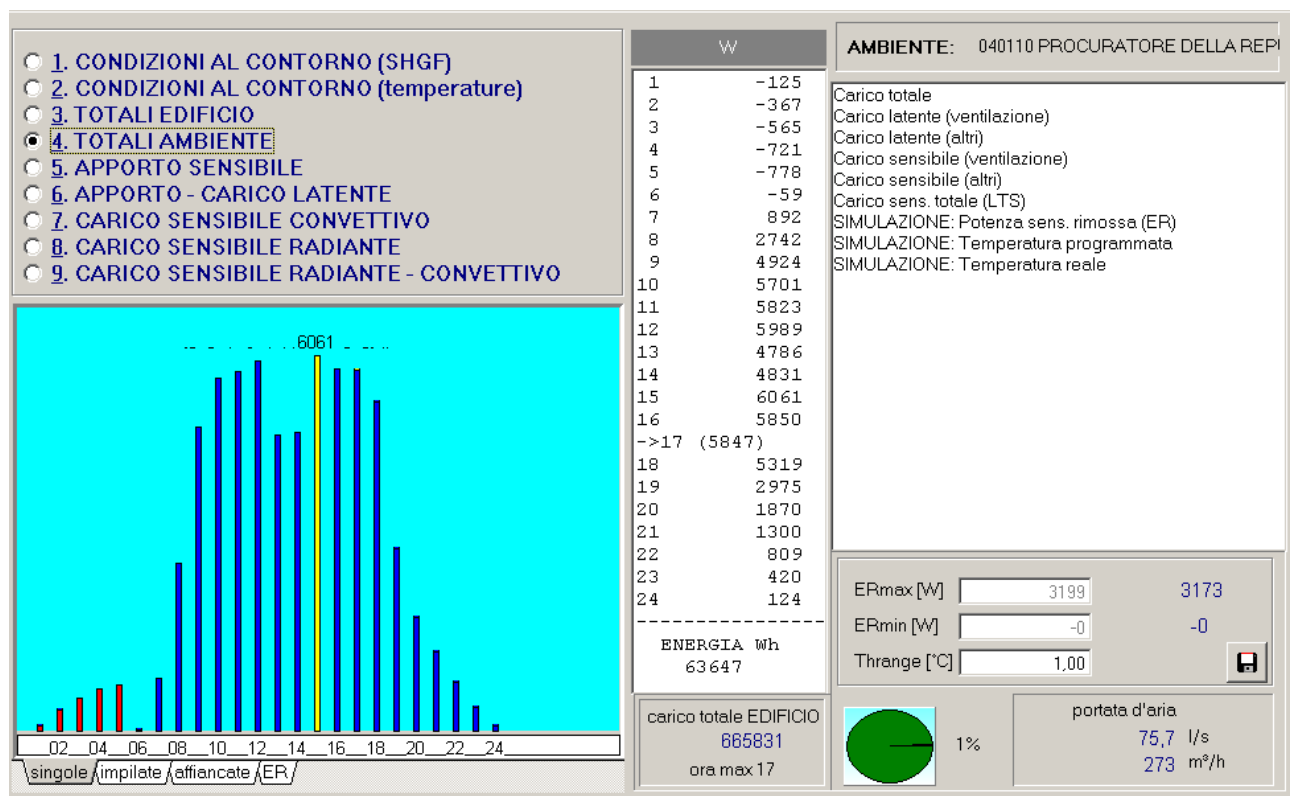 1. CONDIZIONI AL CONTORNO (SHGF)
2. CONDIZIONI AL CONTORNO (temperature)
3. TOTALI EDIFICIO
4. TOTALI AMBIENTE
5. APPORTO SENSIBILE
6. APPORTO - CARICO LATENTE
7. CARICO SENSIBILE CONVETTIVO
8. CARICO SENSIBILE RADIANTE
9. CARICO SENSIBILE RADIANTE - CONVETTIVO
6061
02 04 06 08 10 12 14 16 18 20 22 24
singole impilate affiancate ER
W
1 -125
2 -367
3 -565
4 -721
5 -778
6 -59
7 892
8 2742
9 4924
10 5701
11 5823
12 5989
13 4786
14 4831
15 6061
16 5850
->17 (5847)
18 5319
19 2975
20 1870
21 1300
22 809
23 420
24 124
ENERGIA Wh
63647
carico totale EDIFICIO
665831
ora max 17
AMBIENTE: 040110 PROCURATORE DELLA
Carico totale
Carico latente (ventilazione)
Carico latente (altri)
Carico sensibile (ventilazione)
Carico sensibile (altri)
Carico sens. totale (LTS)
SIMULAZIONE: Potenza sens. rimossa (ER)
SIMULAZIONE: Temperatura programmata
SIMULAZIONE: Temperatura reale
ERmax [W] 3199 3173
ERmin [W] -0 -0
Thrange [°C] 1,00
1%
portata d'aria
75,7 l/s
273 m³/h